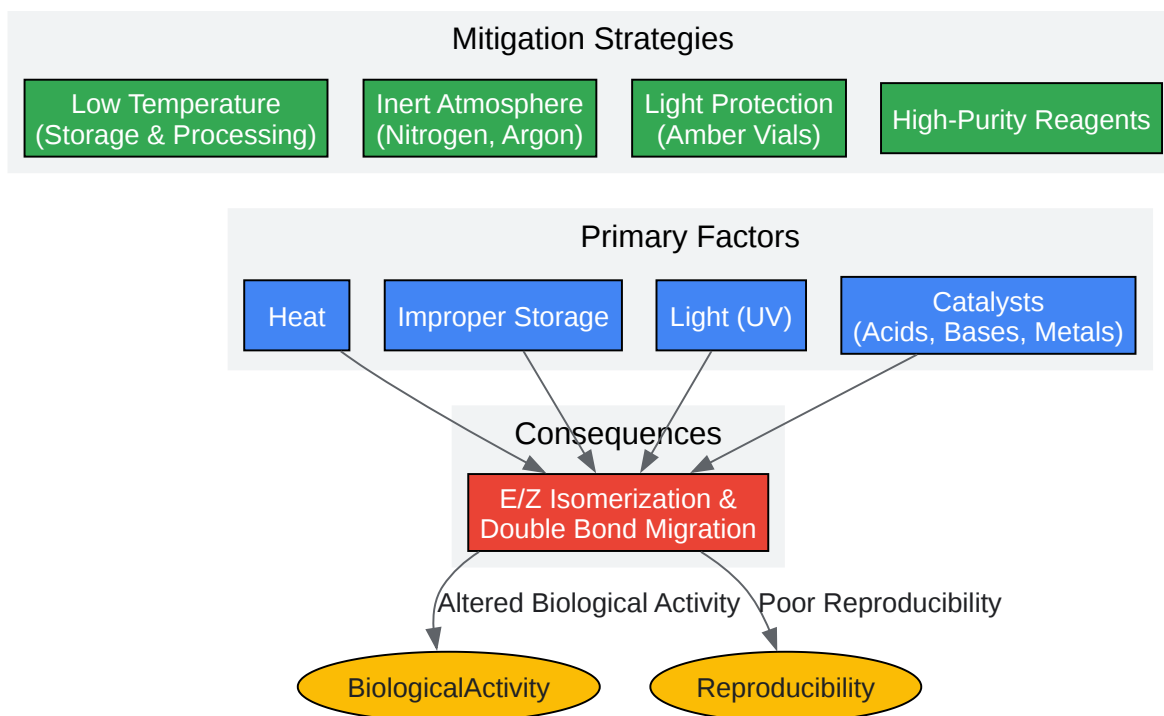 Mitigation Strategies
Low Temperature
(Storage & Processing)
Inert Atmosphere
(Nitrogen, Argon)
Light Protection
(Amber Vials)
High-Purity Reagents
Primary Factors
Heat
Improper Storage
Light (UV)
Catalysts
(Acids, Bases, Metals)
Consequences
E/Z Isomerization &
Double Bond Migration
Altered Biological Activity
Poor Reproducibility
BiologicalActivity
Reproducibility